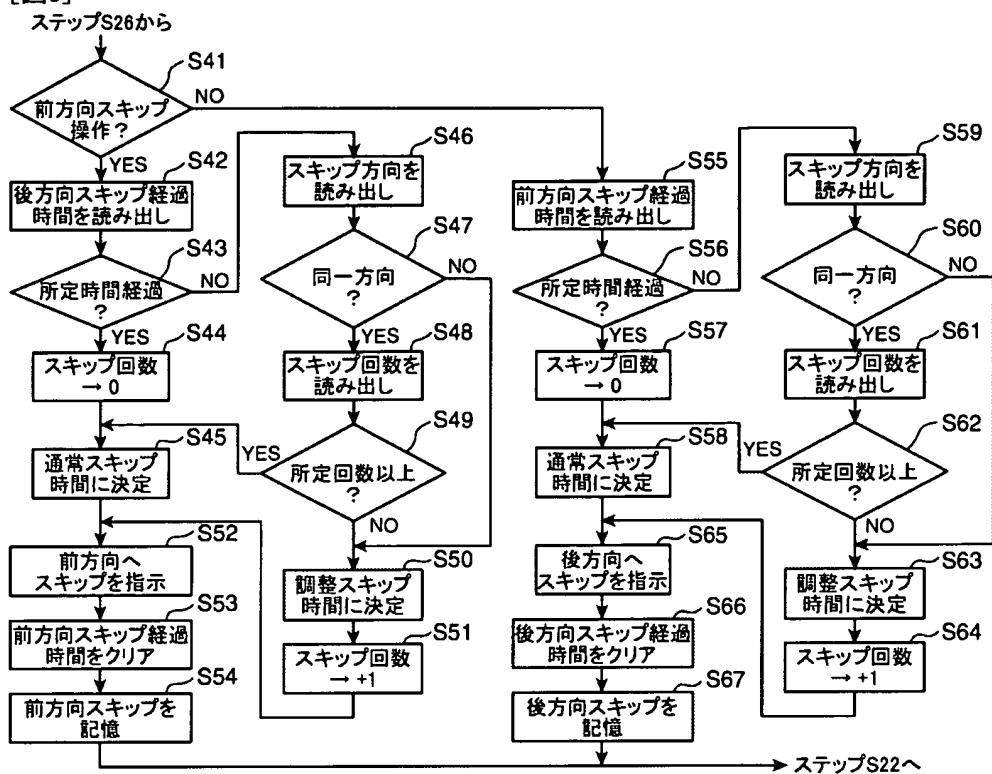 ステップS26から
S41
前方向スキップ
操作?
NO
YES
S42
後方向スキップ経過
時間を読み出し
S43
所定時間経過
?
NO
YES
S44
スキップ回数
→ 0
S45
通常スキップ
時間に決定
S46
スキップ方向を
読み出し
S47
同一方向
?
NO
YES
S48
スキップ回数を
読み出し
S49
所定回数以上
?
YES
NO
S50
調整スキップ
時間に決定
S51
スキップ回数
→ +1
S52
前方向へ
スキップを指示
S53
前方向スキップ経過
時間をクリア
S54
前方向スキップを
記憶
S55
前方向スキップ経過
時間を読み出し
S56
所定時間経過
?
NO
YES
S57
スキップ回数
→ 0
S58
通常スキップ
時間に決定
S59
スキップ方向を
読み出し
S60
同一方向
?
NO
YES
S61
スキップ回数を
読み出し
S62
所定回数以上
?
YES
NO
S63
調整スキップ
時間に決定
S64
スキップ回数
→ +1
S65
後方向へ
スキップを指示
S66
後方向スキップ経過
時間をクリア
S67
後方向スキップを
記憶
ステップS22へ